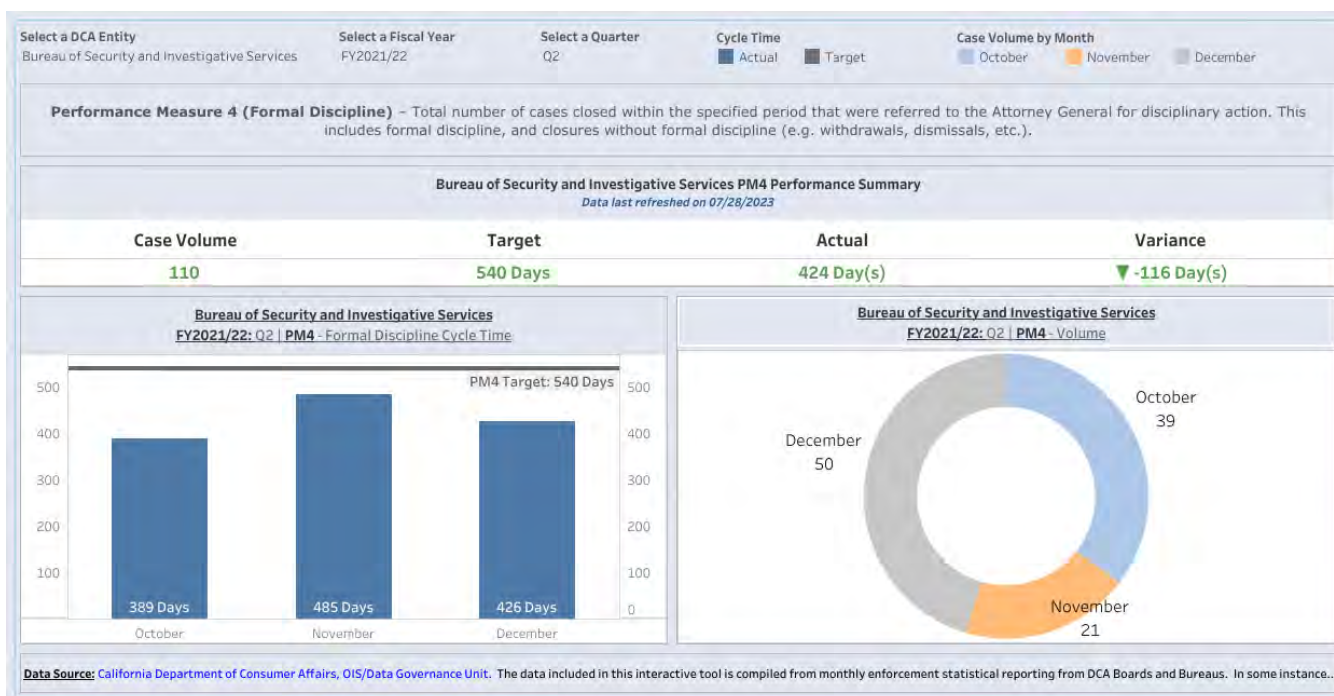 Select a DCA Entity
Select a Fiscal Year
Select a Quarter
Cycle Time
Case Volume by Month
Bureau of Security and Investigative Services
FY2021/22
Q2
Actual
Target
October
November
December
Performance Measure 4 (Formal Discipline) – Total number of cases closed within the specified period that were referred to the Attorney General for disciplinary action. This
includes formal discipline, and closures without formal discipline (e.g. withdrawals, dismissals, etc.).
Bureau of Security and Investigative Services PM4 Performance Summary
Data last refreshed on 07/28/2023
Case Volume
Target
Actual
Variance
110
540 Days
424 Day(s)
▼ -116 Day(s)
Bureau of Security and Investigative Services
FY2021/22: Q2 | PM4 - Formal Discipline Cycle Time
PM4 Target: 540 Days
500
400
300
200
100
500
400
300
200
100
0
389 Days
485 Days
426 Days
October
November
December
Bureau of Security and Investigative Services
FY2021/22: Q2 | PM4 - Volume
October
39
December
50
November
21
Data Source: California Department of Consumer Affairs, OIS/Data Governance Unit. The data included in this interactive tool is compiled from monthly enforcement statistical reporting from DCA Boards and Bureaus. In some instance..